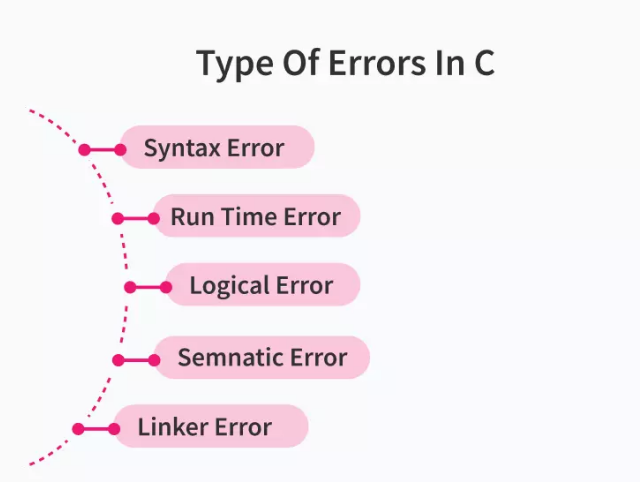 Type Of Errors In C
Syntax Error
Run Time Error
Logical Error
Semnatic Error
Linker Error